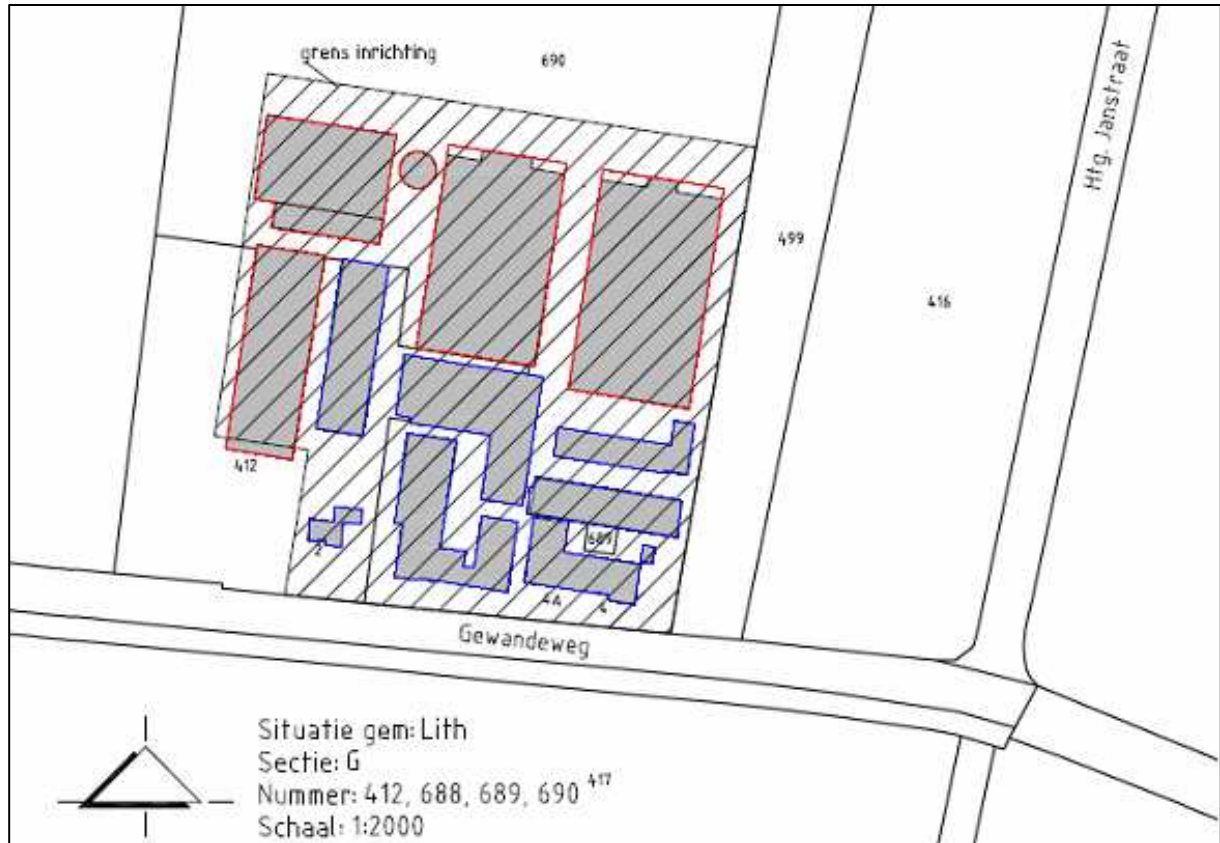 grens inrichting
690
Hfg. Janstraat
499
416
412
2
689
4A
4
Gewandeweg
Situatie gem: Lith
Sectie: G
Nummer: 412, 688, 689, 690 417
Schaal: 1:2000